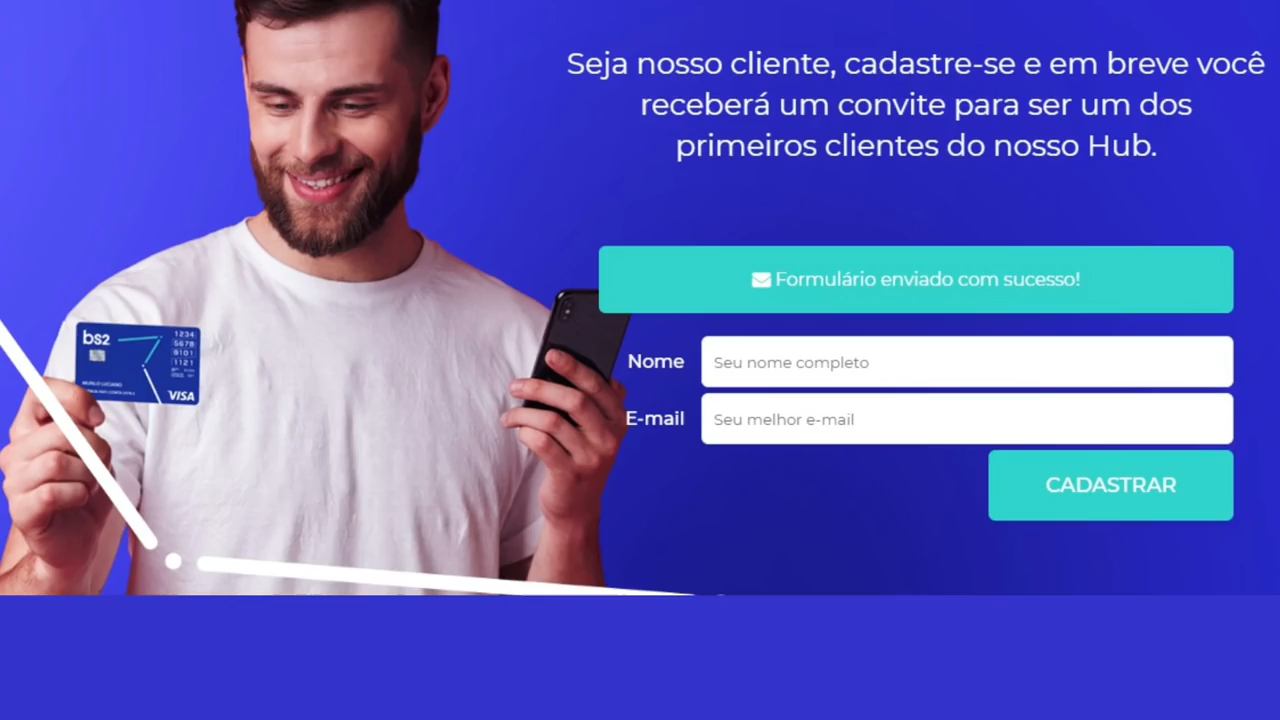 Seja nosso cliente, cadastre-se e em breve você
receberá um convite para ser um dos
primeiros clientes do nosso Hub.
Formulário enviado com sucesso!
Nome
Seu nome completo
E-mail
Seu melhor e-mail
CADASTRAR
bs2
1234
5678
9101
1121
MURILO LUCIANO
VISA